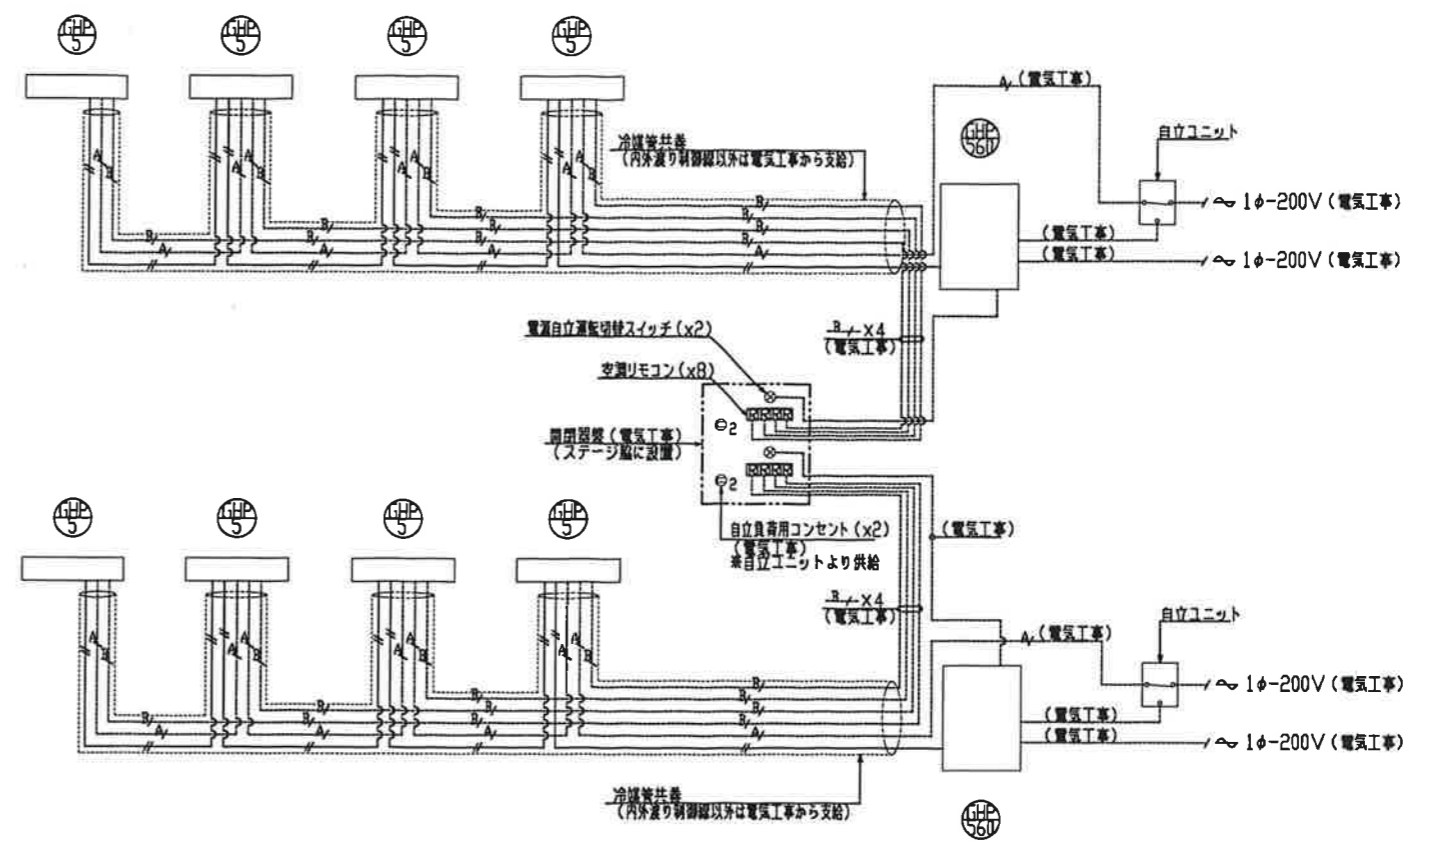 GHP
5
GHP
5
GHP
5
GHP
5
A (電気工事)
GHP
560
自立ユニット
冷媒管共巻
(内外渡り制御線以外は電気工事から支給)
A
B
A
A
B
A
A
B
A
A
B
B
B
B
B
B
B
B
B
B
B
A
A
A
A
1φ-200V (電気工事)
(電気工事)
(電気工事)
1φ-200V (電気工事)
電源自立運転切替スイッチ (x2)
B ×4
(電気工事)
空調リモコン (x8)
RRRR
2
開閉器盤 (電気工事)
(ステージ脇に設置)
RRRR
2
自立負荷用コンセント (x2)
(電気工事)
※自立ユニットより供給
(電気工事)
GHP
5
GHP
5
GHP
5
GHP
5
B ×4
(電気工事)
A (電気工事)
自立ユニット
A
B
A
A
B
A
A
B
A
A
B
B
B
B
B
B
B
B
B
B
B
A
A
A
A
1φ-200V (電気工事)
(電気工事)
(電気工事)
1φ-200V (電気工事)
冷媒管共巻
(内外渡り制御線以外は電気工事から支給)
GHP
560